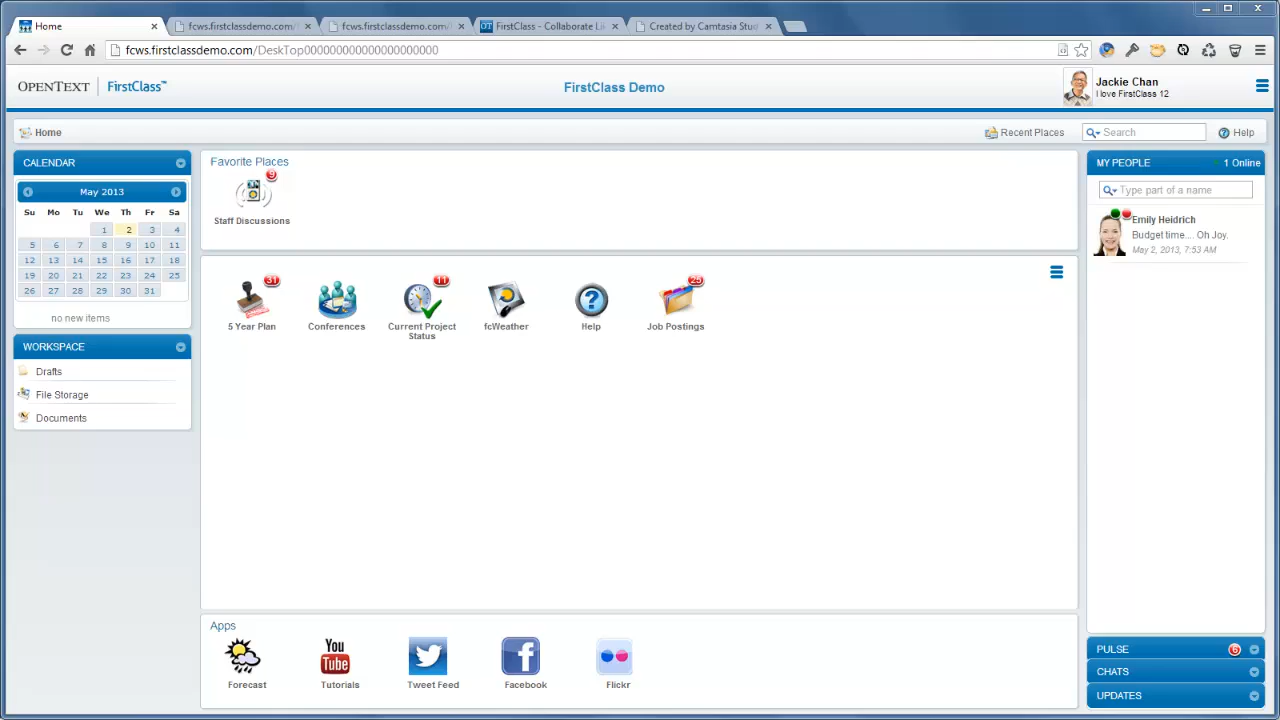 Home
fcws.firstclassdemo.com/
fcws.firstclassdemo.com/
FirstClass - Collaborate Li
Created by Camtasia Stud
fcws.firstclassdemo.com/DeskTop00000000000000000000
OPENTEXT
FirstClass™
FirstClass Demo
Jackie Chan
I love FirstClass 12
Home
Recent Places
Search
Help
CALENDAR
May 2013
Su Mo Tu We Th Fr Sa
1 2 3 4
5 6 7 8 9 10 11
12 13 14 15 16 17 18
19 20 21 22 23 24 25
26 27 28 29 30 31
no new items
WORKSPACE
Drafts
File Storage
Documents
Favorite Places
9
Staff Discussions
31
5 Year Plan
Conferences
11
Current Project
Status
fcWeather
Help
25
Job Postings
Apps
Forecast
You
Tube
Tutorials
Tweet Feed
Facebook
Flickr
MY PEOPLE
1 Online
Type part of a name
Emily Heidrich
Budget time.... Oh Joy.
May 2, 2013, 7:53 AM
PULSE
6
CHATS
UPDATES